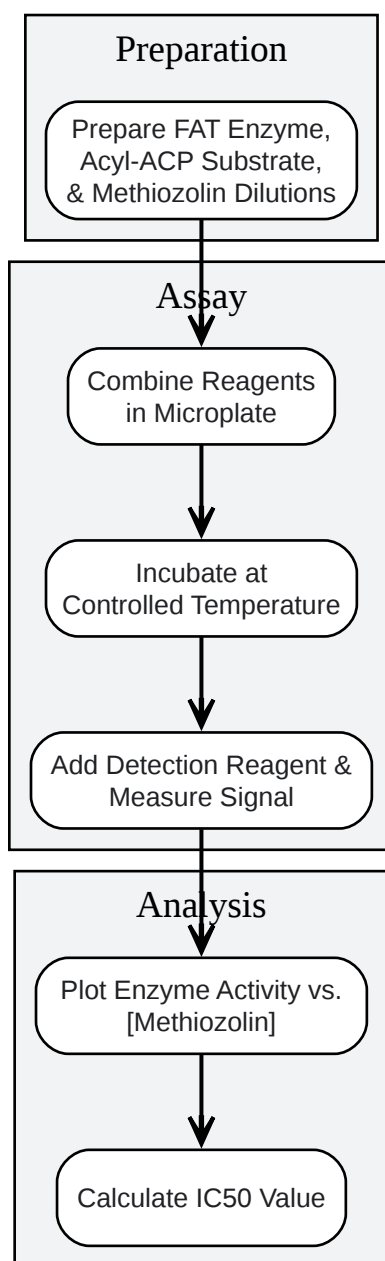 Preparation
Prepare FAT Enzyme,
Acyl-ACP Substrate,
& Methiozolin Dilutions
Assay
Combine Reagents
in Microplate
Incubate at
Controlled Temperature
Add Detection Reagent &
Measure Signal
Analysis
Plot Enzyme Activity vs.
[Methiozolin]
Calculate IC50 Value